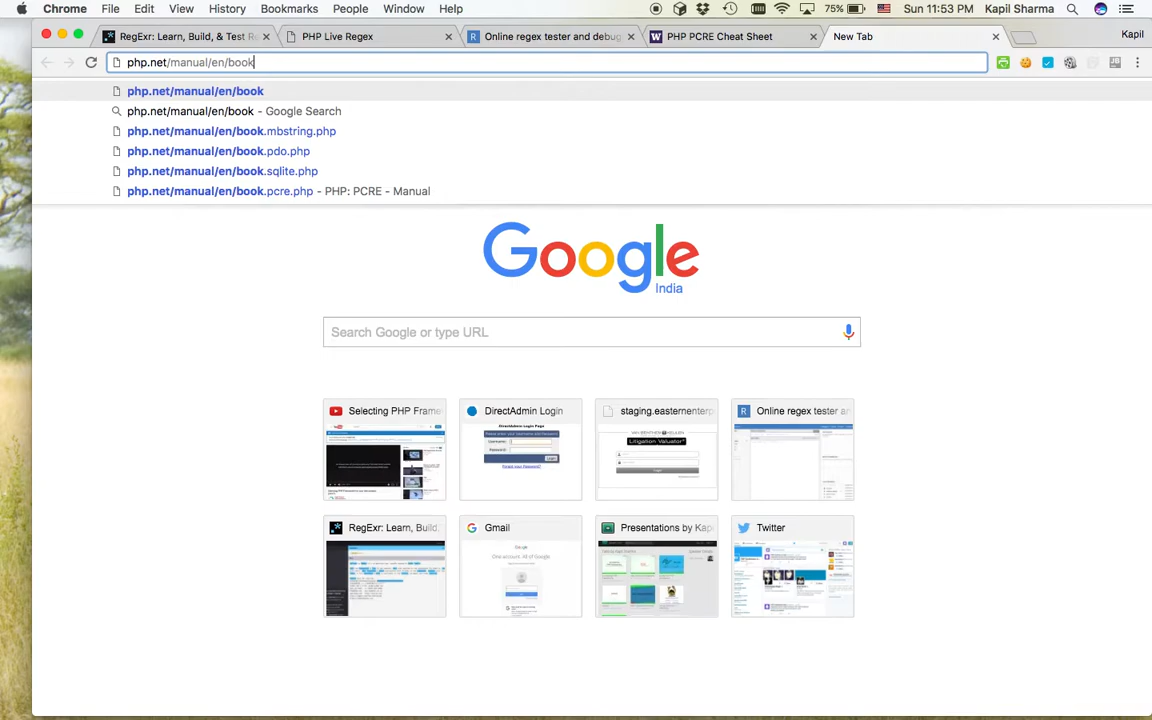 Chrome File Edit View History Bookmarks People Window Help 75% Sun 11:53 PM Kapil Sharma
RegExr: Learn, Build, & Test Re PHP Live Regex Online regex tester and debug PHP PCRE Cheat Sheet New Tab Kapil
php.net/manual/en/book
php.net/manual/en/book
php.net/manual/en/book - Google Search
php.net/manual/en/book.mbstring.php
php.net/manual/en/book.pdo.php
php.net/manual/en/book.sqlite.php
php.net/manual/en/book.pcre.php - PHP: PCRE - Manual
Google
India
Search Google or type URL
Selecting PHP Frame DirectAdmin Login staging.easternenterp Online regex tester an
Litigation Valuator
RegExr: Learn, Build, Gmail Presentations by Kap Twitter